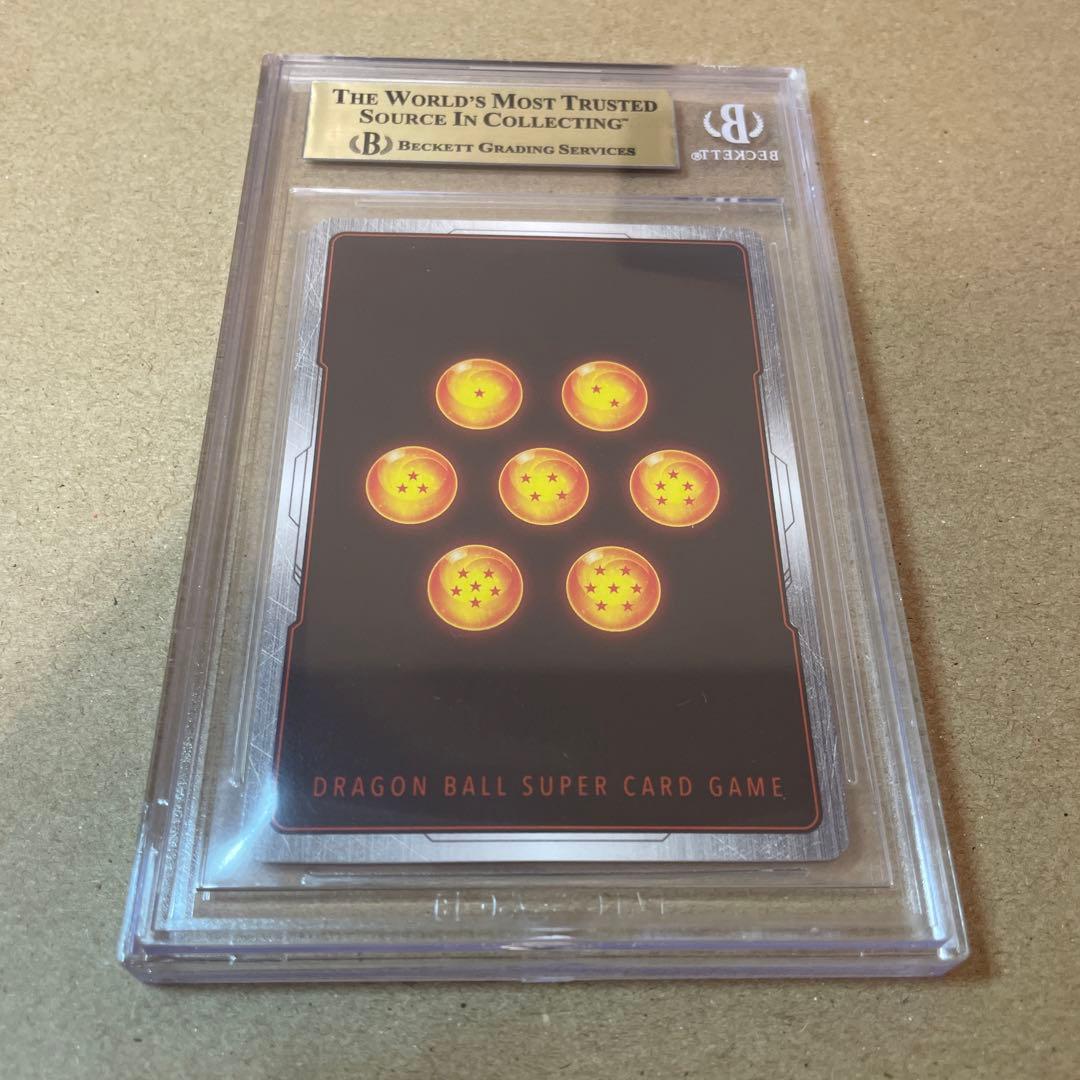 THE WORLD'S MOST TRUSTED
SOURCE IN COLLECTING™
B BECKETT GRADING SERVICES
B
BECKETT®
DRAGON BALL SUPER CARD GAME